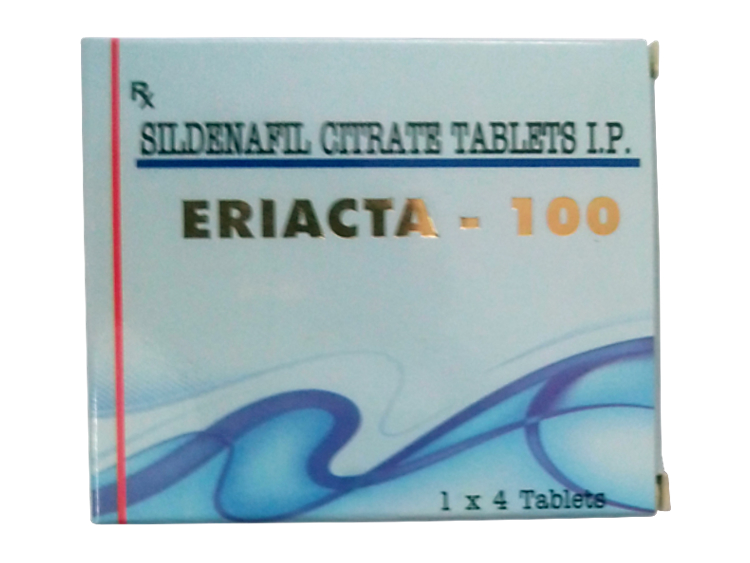 Rx
SILDENAFIL CITRATE TABLETS I.P.
ERIACTA - 100
1 x 4 Tablets